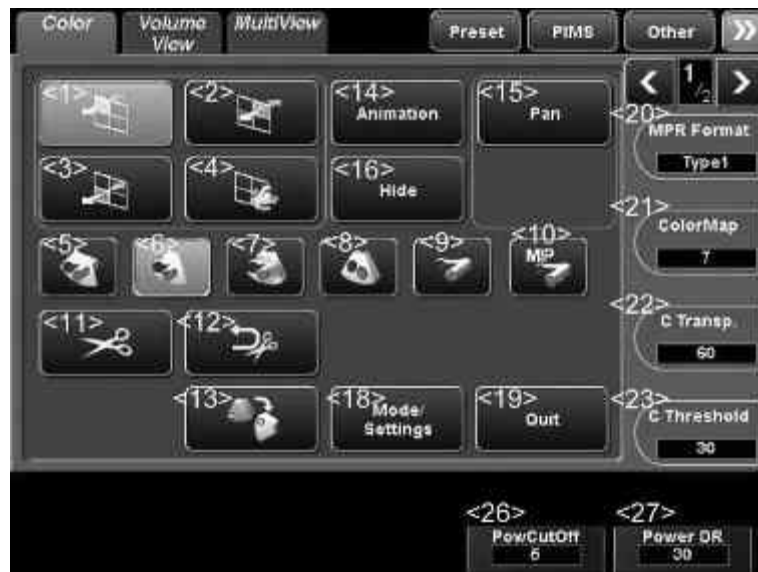 Color Volume View MultiView Preset PIMS Other »
< 1/2 >
<1> <2> <14> Animation <15> Pan
<20> MPR Format
Type1
<3> <4> <16> Hide
<21> ColorMap
7
<5> <6> <7> <8> <9> <10> MIP
<22> C Transp.
60
<11> <12>
<13> <18> Mode/Settings <19> Quit
<23> C Threshold
30
<26> PowCutOff
6
<27> Power DR
30